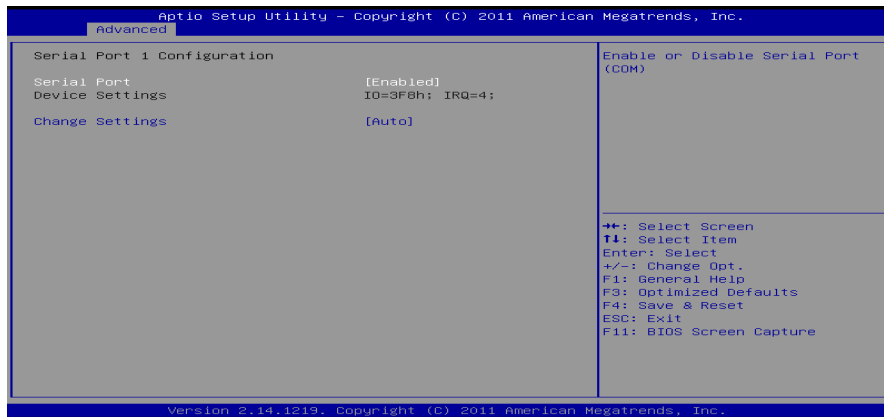 Aptio Setup Utility - Copyright (C) 2011 American Megatrends, Inc.
Advanced
Serial Port 1 Configuration
Serial Port [Enabled]
Device Settings IO=3F8h; IRQ=4;
Change Settings [Auto]
Enable or Disable Serial Port
(COM)
→←: Select Screen
↑↓: Select Item
Enter: Select
+/-: Change Opt.
F1: General Help
F3: Optimized Defaults
F4: Save & Reset
ESC: Exit
F11: BIOS Screen Capture
Version 2.14.1219. Copyright (C) 2011 American Megatrends, Inc.